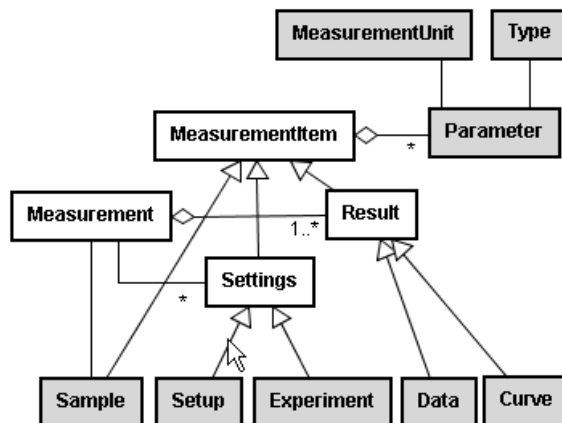 MeasurementUnit
Type
MeasurementItem
Parameter
*
Measurement
Result
1..*
Settings
*
Sample
Setup
Experiment
Data
Curve